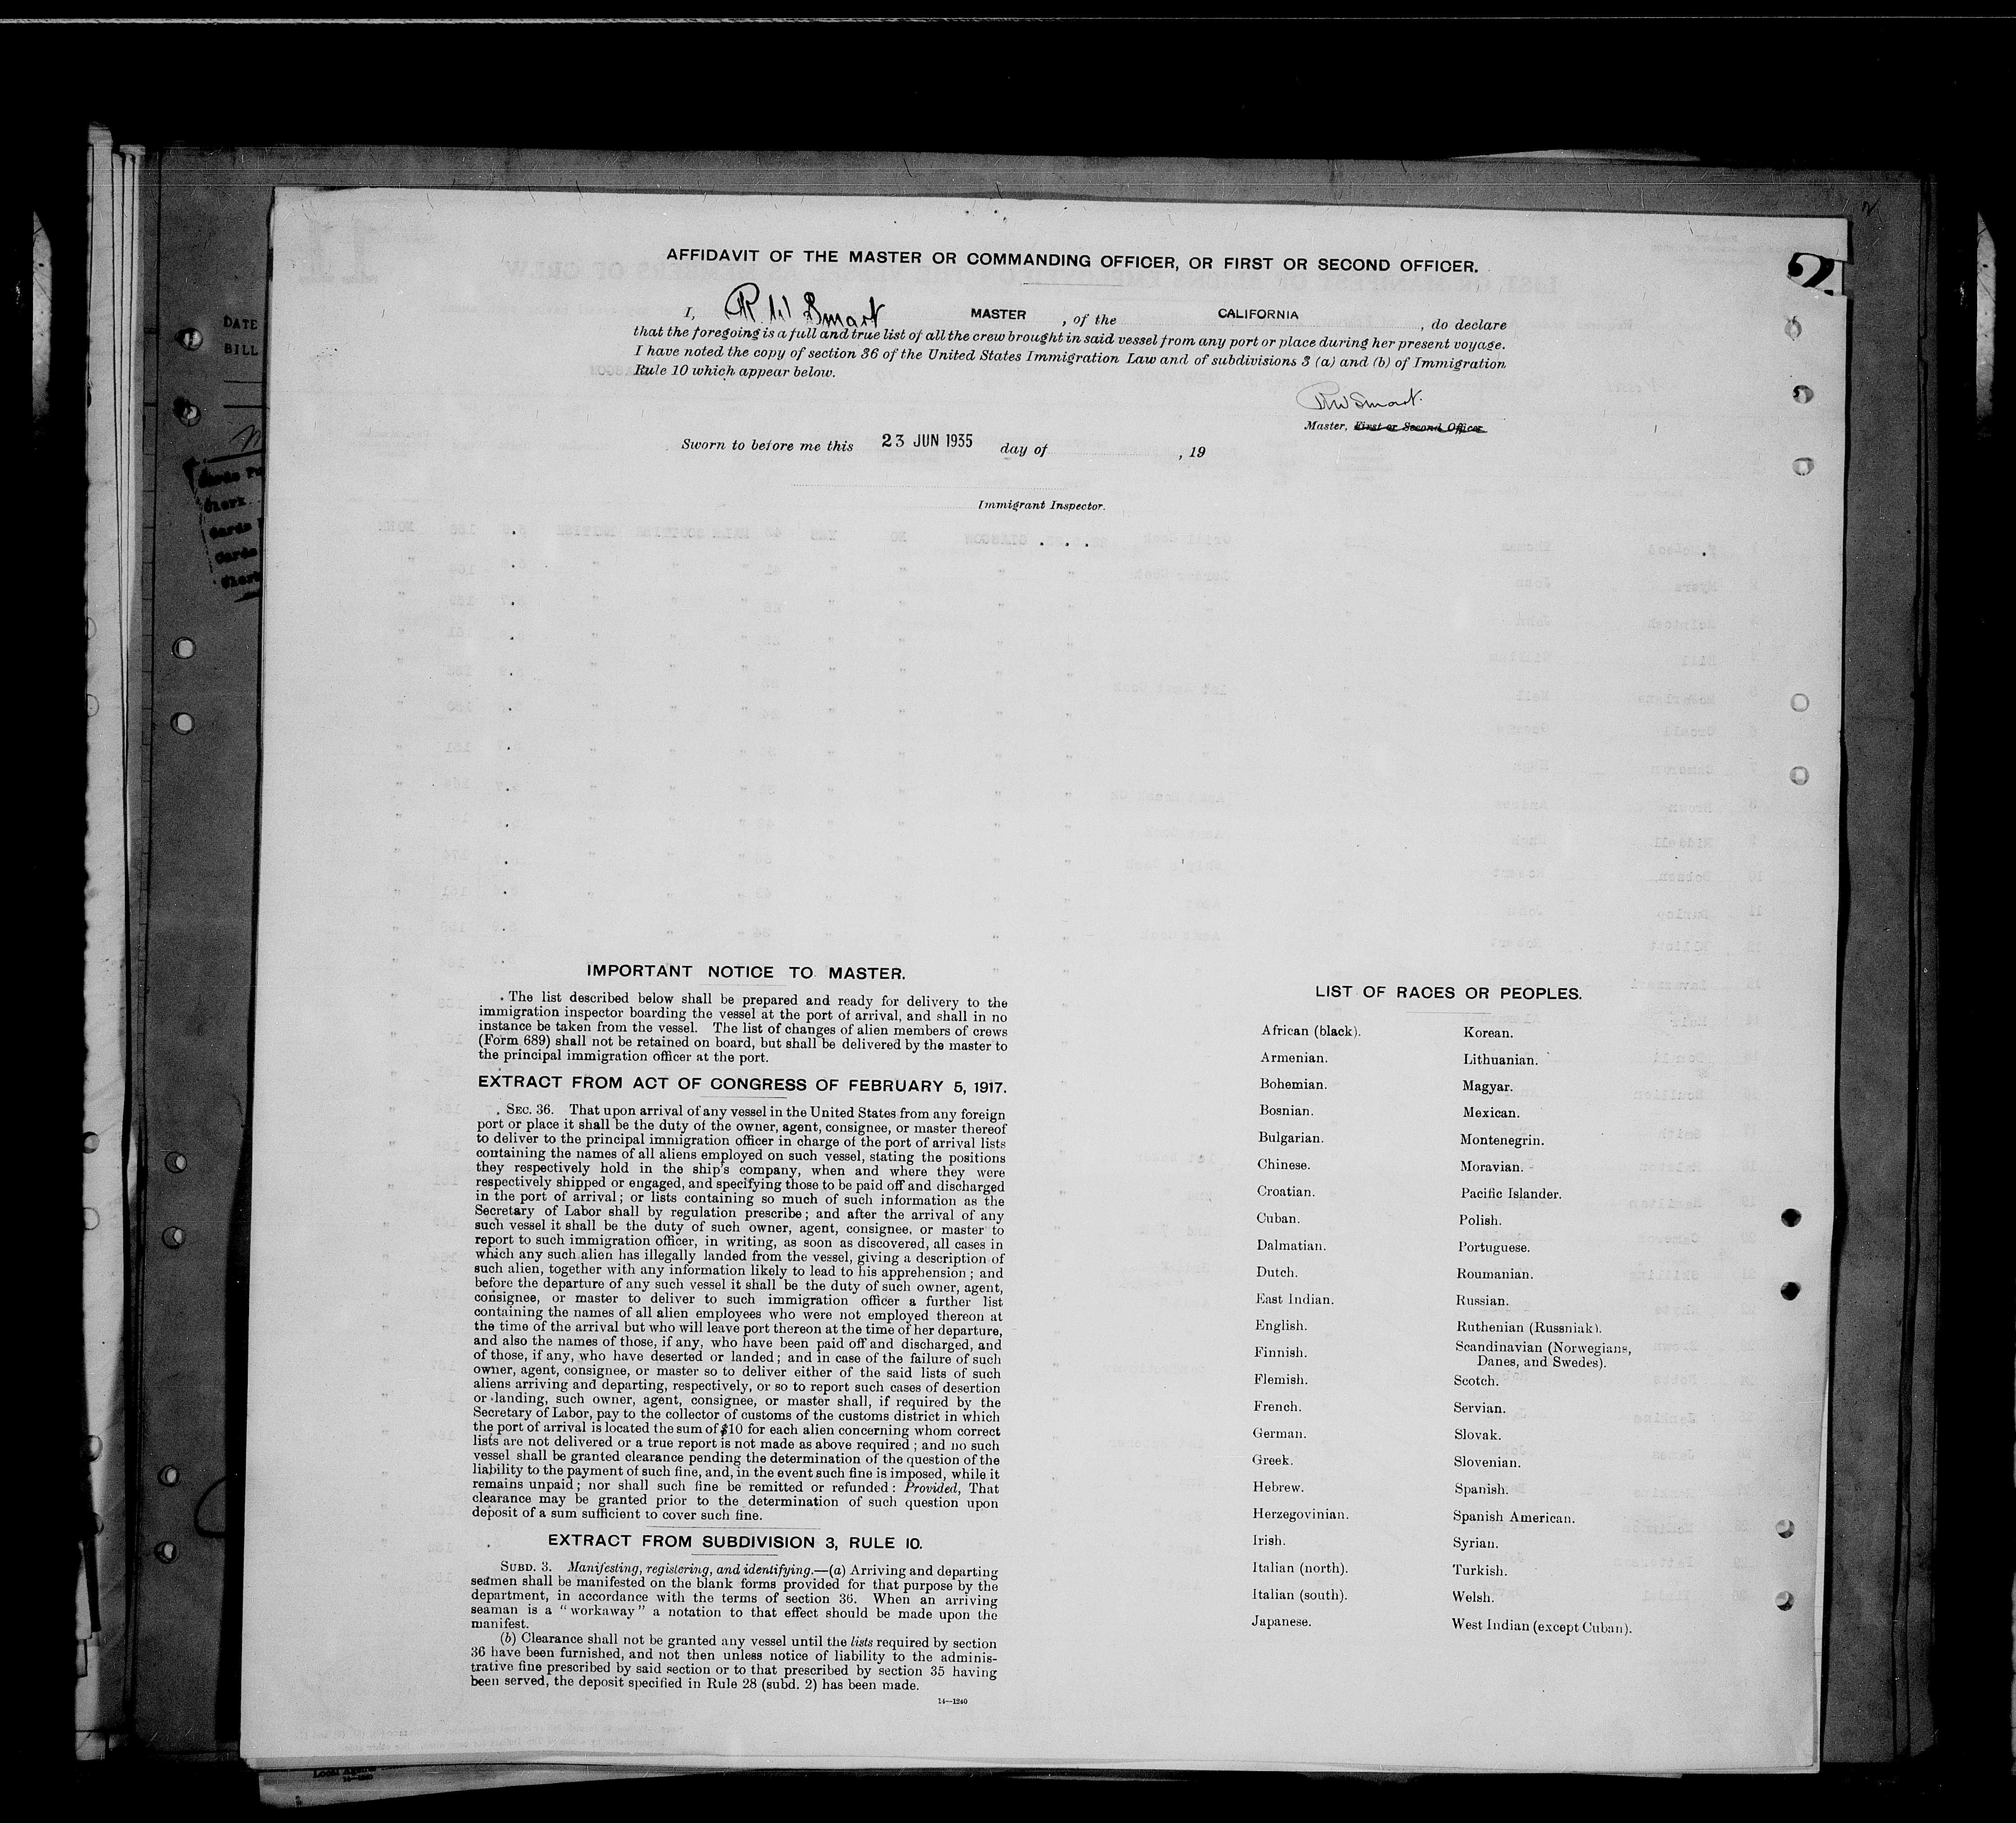 AFFIDAVIT OF THE MASTER OR COMMANDING OFFICER, OR FIRST OR SECOND OFFICER.
I, R W Smart MASTER, of the CALIFORNIA, do declare
that the foregoing is a full and true list of all the crew brought in said vessel from any port or place during her present voyage.
I have noted the copy of section 36 of the United States Immigration Law and of subdivisions 3 (a) and (b) of Immigration
Rule 10 which appear below.
RW Smart.
Master, First or Second Officer
Sworn to before me this 23 JUN 1935 day of , 19
Immigrant Inspector.
DATE
BILL
IMPORTANT NOTICE TO MASTER.
The list described below shall be prepared and ready for delivery to the
immigration inspector boarding the vessel at the port of arrival, and shall in no
instance be taken from the vessel. The list of changes of alien members of crews
(Form 689) shall not be retained on board, but shall be delivered by the master to
the principal immigration officer at the port.
EXTRACT FROM ACT OF CONGRESS OF FEBRUARY 5, 1917.
SEC. 36. That upon arrival of any vessel in the United States from any foreign
port or place it shall be the duty of the owner, agent, consignee, or master thereof
to deliver to the principal immigration officer in charge of the port of arrival lists
containing the names of all aliens employed on such vessel, stating the positions
they respectively hold in the ship's company, when and where they were
respectively shipped or engaged, and specifying those to be paid off and discharged
in the port of arrival; or lists containing so much of such information as the
Secretary of Labor shall by regulation prescribe; and after the arrival of any
such vessel it shall be the duty of such owner, agent, consignee, or master to
report to such immigration officer, in writing, as soon as discovered, all cases in
which any such alien has illegally landed from the vessel, giving a description of
such alien, together with any information likely to lead to his apprehension; and
before the departure of any such vessel it shall be the duty of such owner, agent,
consignee, or master to deliver to such immigration officer a further list
containing the names of all alien employees who were not employed thereon at
the time of the arrival but who will leave port thereon at the time of her departure,
and also the names of those, if any, who have been paid off and discharged, and
of those, if any, who have deserted or landed; and in case of the failure of such
owner, agent, consignee, or master so to deliver either of the said lists of such
aliens arriving and departing, respectively, or so to report such cases of desertion
or landing, such owner, agent, consignee, or master shall, if required by the
Secretary of Labor, pay to the collector of customs of the customs district in which
the port of arrival is located the sum of $10 for each alien concerning whom correct
lists are not delivered or a true report is not made as above required; and no such
vessel shall be granted clearance pending the determination of the question of the
liability to the payment of such fine, and, in the event such fine is imposed, while it
remains unpaid; nor shall such fine be remitted or refunded: Provided, That
clearance may be granted prior to the determination of such question upon
deposit of a sum sufficient to cover such fine.
EXTRACT FROM SUBDIVISION 3, RULE 10.
SUBD. 3. Manifesting, registering, and identifying.—(a) Arriving and departing
seamen shall be manifested on the blank forms provided for that purpose by the
department, in accordance with the terms of section 36. When an arriving
seaman is a "workaway" a notation to that effect should be made upon the
manifest.
(b) Clearance shall not be granted any vessel until the lists required by section
36 have been furnished, and not then unless notice of liability to the adminis-
trative fine prescribed by said section or to that prescribed by section 35 having
been served, the deposit specified in Rule 28 (subd. 2) has been made.
14—1240
LIST OF RACES OR PEOPLES.
African (black).
Armenian.
Bohemian.
Bosnian.
Bulgarian.
Chinese.
Croatian.
Cuban.
Dalmatian.
Dutch.
East Indian.
English.
Finnish.
Flemish.
French.
German.
Greek.
Hebrew.
Herzegovinian.
Irish.
Italian (north).
Italian (south).
Japanese.
Korean.
Lithuanian.
Magyar.
Mexican.
Montenegrin.
Moravian.
Pacific Islander.
Polish.
Portuguese.
Roumanian.
Russian.
Ruthenian (Russniak).
Scandinavian (Norwegians,
Danes, and Swedes).
Scotch.
Servian.
Slovak.
Slovenian.
Spanish.
Spanish American.
Syrian.
Turkish.
Welsh.
West Indian (except Cuban).